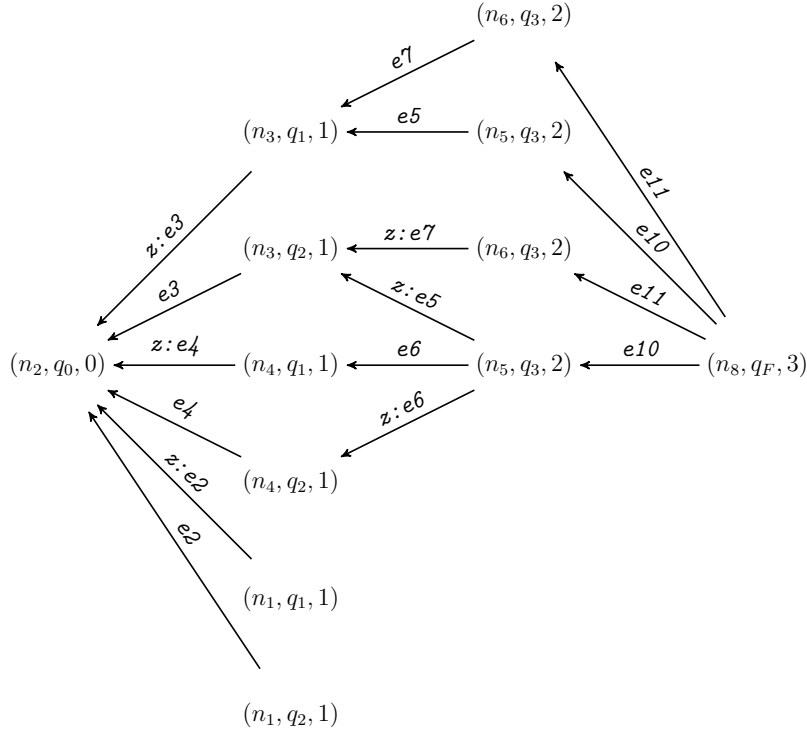 (n₆, q₃, 2)
e7
(n₃, q₁, 1)
e5
(n₅, q₃, 2)
e11
z:e3
e10
(n₃, q₂, 1)
z:e7
(n₆, q₃, 2)
e3
z:e5
e11
(n₂, q₀, 0)
z:e4
(n₄, q₁, 1)
e6
(n₅, q₃, 2)
e10
(n₈, q_F, 3)
e4
z:e6
z:e2
(n₄, q₂, 1)
e2
(n₁, q₁, 1)
(n₁, q₂, 1)